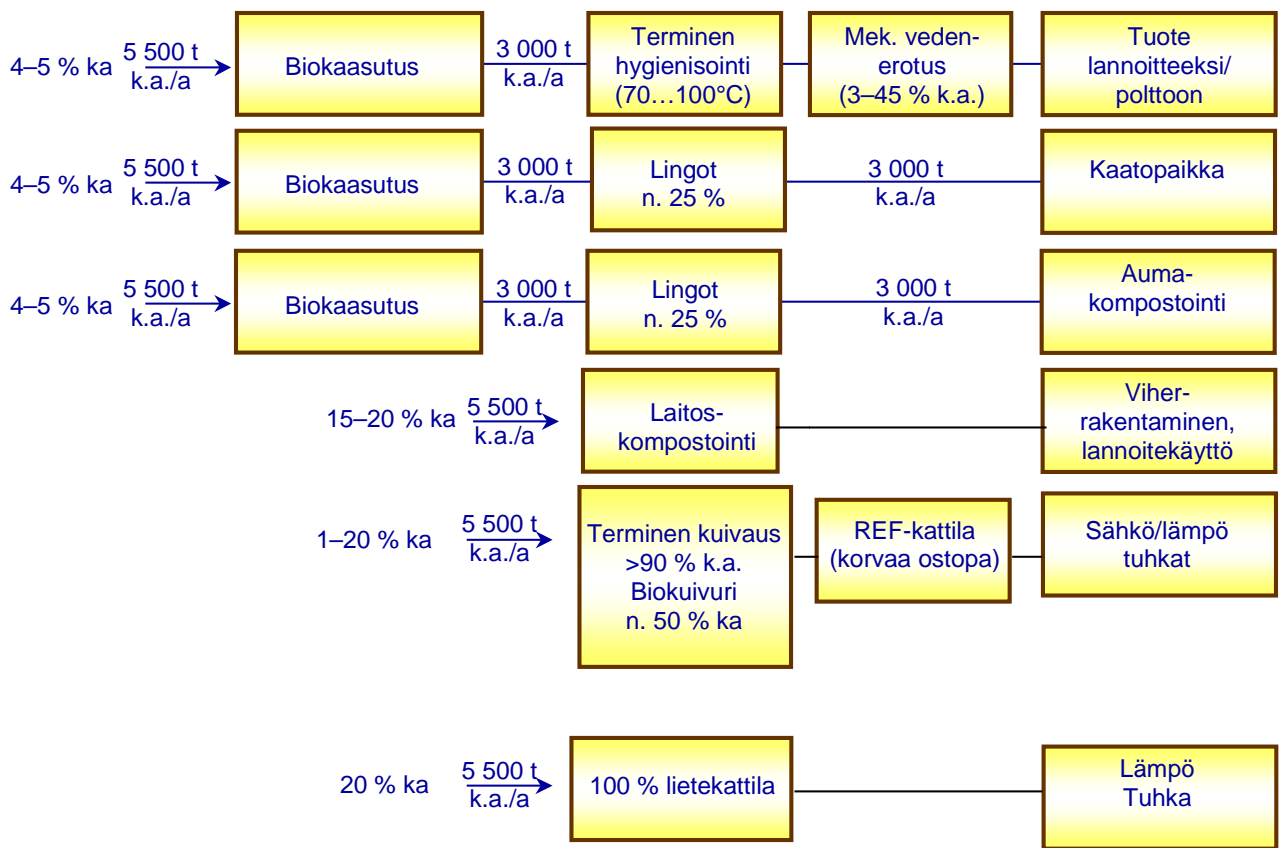 4–5 % ka
5 500 t
k.a./a
Biokaasutus
3 000 t
k.a./a
Terminen
hygienisointi
(70…100°C)
Mek. veden-
erotus
(3–45 % k.a.)
Tuote
lannoitteeksi/
polttoon
4–5 % ka
5 500 t
k.a./a
Biokaasutus
3 000 t
k.a./a
Lingot
n. 25 %
3 000 t
k.a./a
Kaatopaikka
4–5 % ka
5 500 t
k.a./a
Biokaasutus
3 000 t
k.a./a
Lingot
n. 25 %
3 000 t
k.a./a
Auma-
kompostointi
15–20 % ka
5 500 t
k.a./a
Laitos-
kompostointi
Viher-
rakentaminen,
lannoitekäyttö
1–20 % ka
5 500 t
k.a./a
Terminen kuivaus
>90 % k.a.
Biokuivuri
n. 50 % ka
REF-kattila
(korvaa ostopa)
Sähkö/lämpö
tuhkat
20 % ka
5 500 t
k.a./a
100 % lietekattila
Lämpö
Tuhka